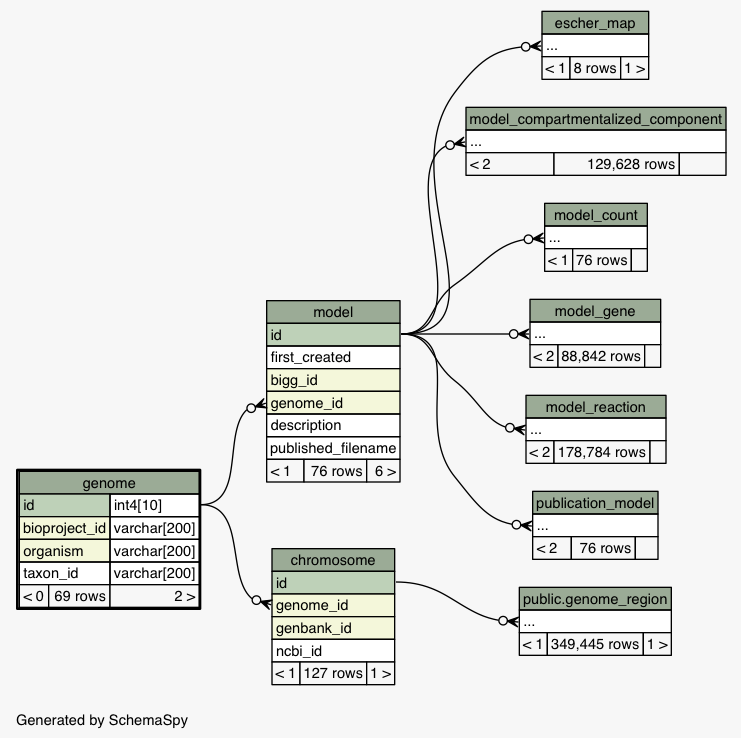 escher_map
...
< 1 8 rows 1 >
model_compartmentalized_component
...
< 2 129,628 rows
model_count
...
< 1 76 rows
model_gene
...
< 2 88,842 rows
model_reaction
...
< 2 178,784 rows
publication_model
...
< 2 76 rows
public.genome_region
...
< 1 349,445 rows 1 >
model
id
first_created
bigg_id
genome_id
description
published_filename
< 1 76 rows 6 >
genome
id int4[10]
bioproject_id varchar[200]
organism varchar[200]
taxon_id varchar[200]
< 0 69 rows 2 >
chromosome
id
genome_id
genbank_id
ncbi_id
< 1 127 rows 1 >
Generated by SchemaSpy